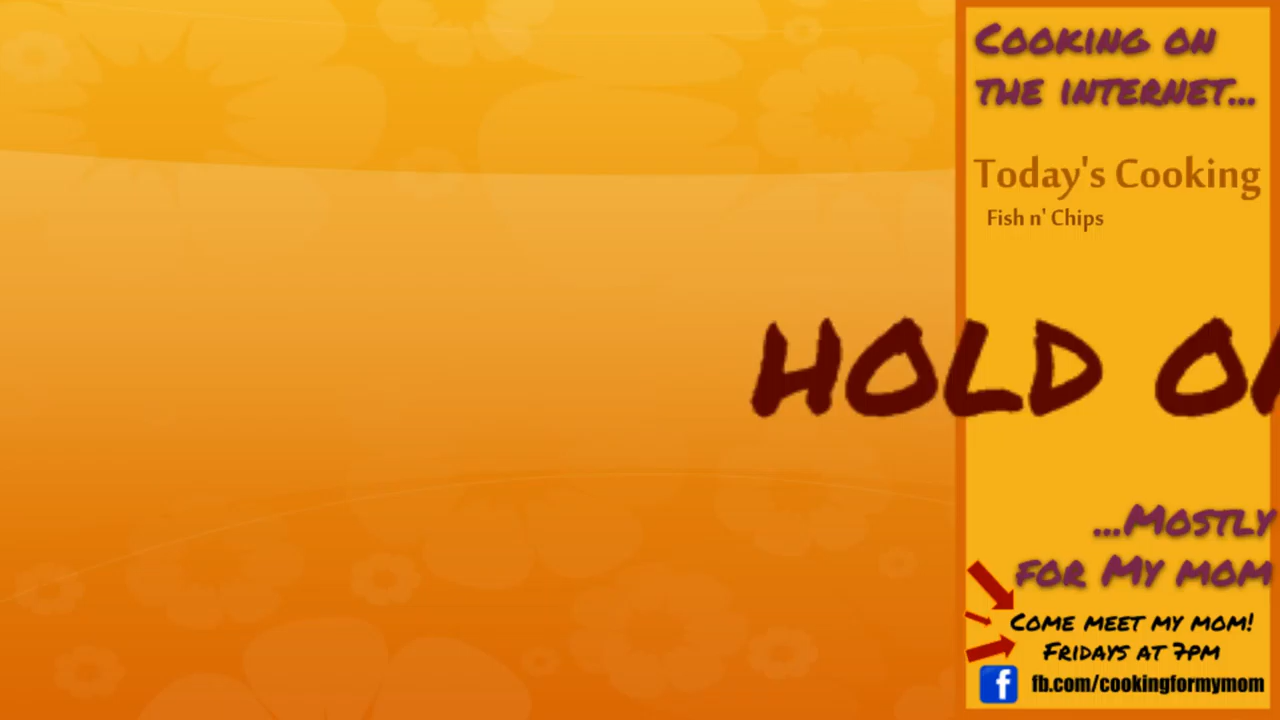 Cooking on
the internet...
Today's Cooking
Fish n' Chips
HOLD
...Mostly
for My mom
Come meet my mom!
Fridays at 7pm
fb.com/cookingformymom